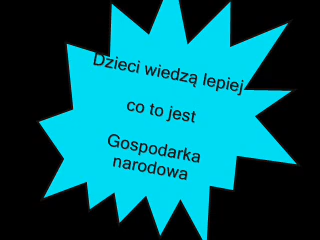 Dzieci wiedzą lepiej
co to jest
Gospodarka
narodowa